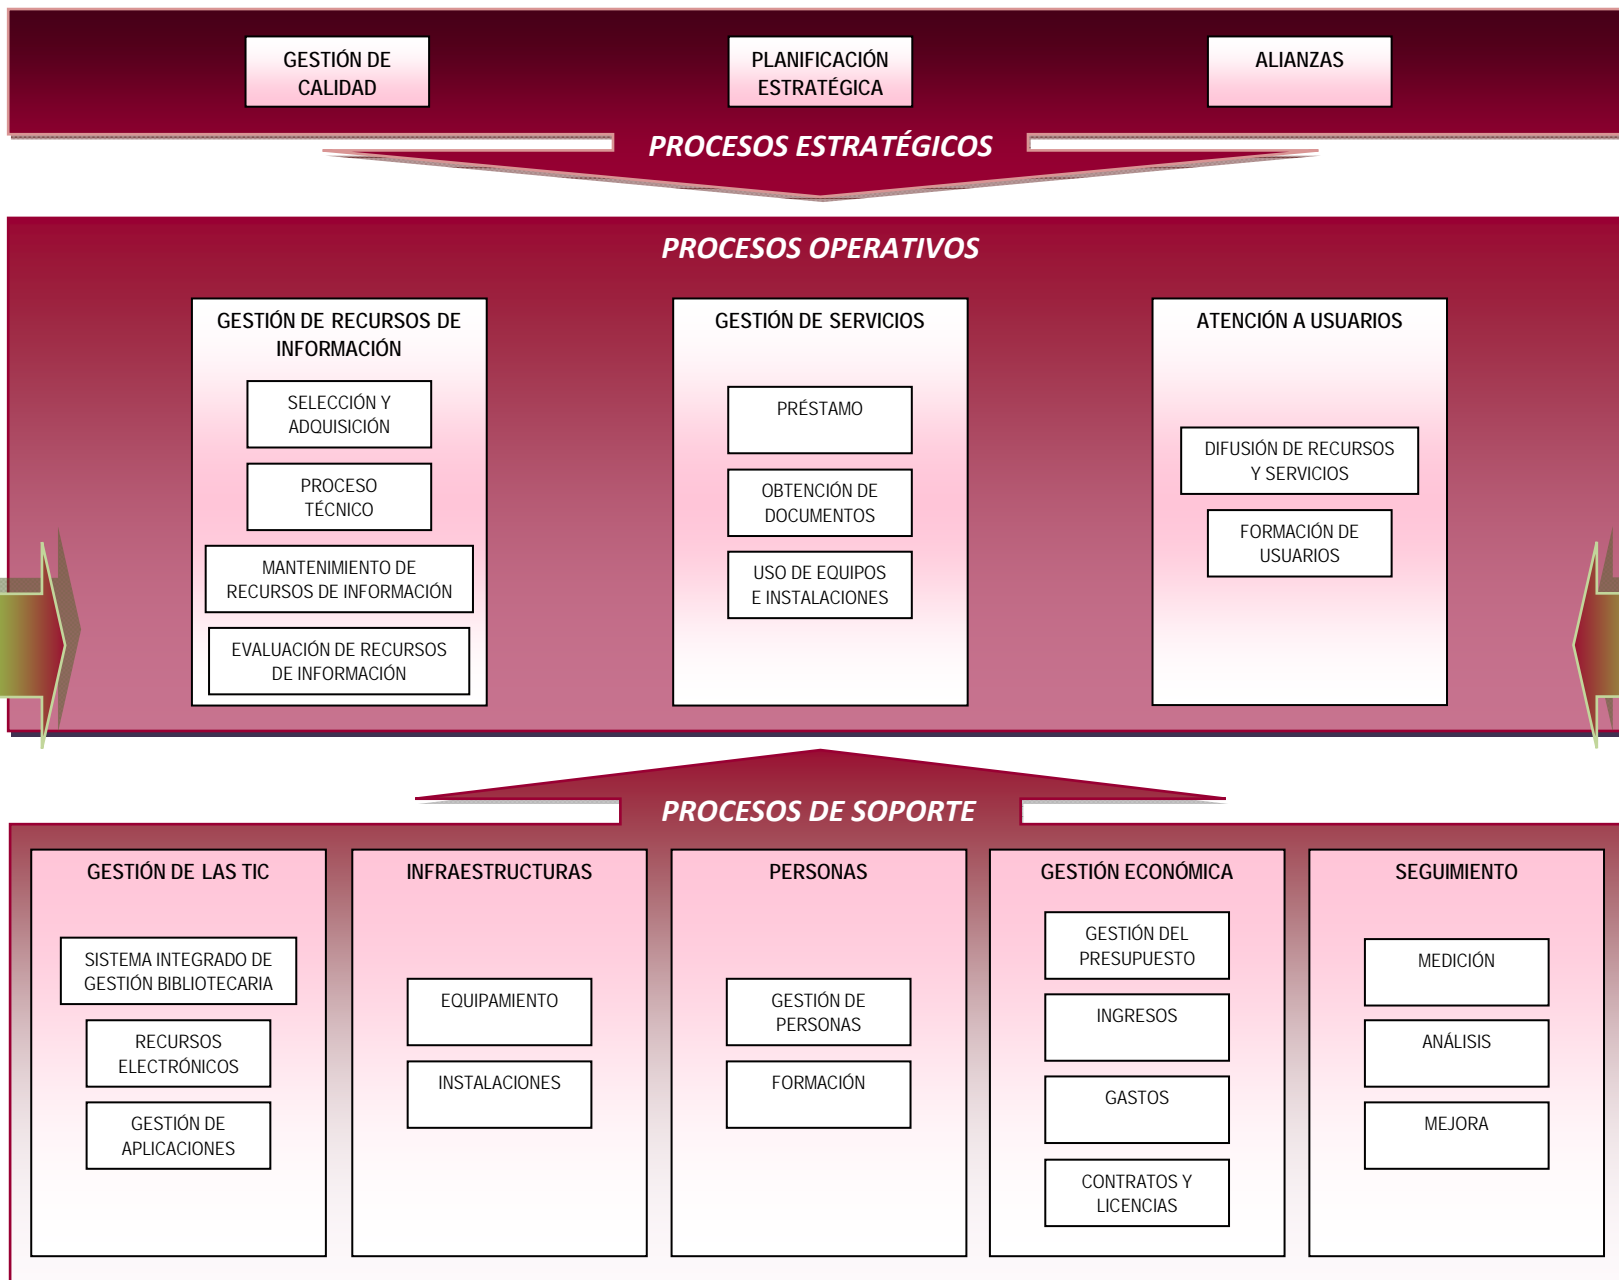 GESTIÓN DE
CALIDAD
PLANIFICACIÓN
ESTRATÉGICA
ALIANZAS
PROCESOS ESTRATÉGICOS
PROCESOS OPERATIVOS
GESTIÓN DE RECURSOS DE
INFORMACIÓN
SELECCIÓN Y
ADQUISICIÓN
PROCESO
TÉCNICO
MANTENIMIENTO DE
RECURSOS DE INFORMACIÓN
EVALUACIÓN DE RECURSOS
DE INFORMACIÓN
GESTIÓN DE SERVICIOS
PRÉSTAMO
OBTENCIÓN DE
DOCUMENTOS
USO DE EQUIPOS
E INSTALACIONES
ATENCIÓN A USUARIOS
DIFUSIÓN DE RECURSOS
Y SERVICIOS
FORMACIÓN DE
USUARIOS
PROCESOS DE SOPORTE
GESTIÓN DE LAS TIC
SISTEMA INTEGRADO DE
GESTIÓN BIBLIOTECARIA
RECURSOS
ELECTRÓNICOS
GESTIÓN DE
APLICACIONES
INFRAESTRUCTURAS
EQUIPAMIENTO
INSTALACIONES
PERSONAS
GESTIÓN DE
PERSONAS
FORMACIÓN
GESTIÓN ECONÓMICA
GESTIÓN DEL
PRESUPUESTO
INGRESOS
GASTOS
CONTRATOS Y
LICENCIAS
SEGUIMIENTO
MEDICIÓN
ANÁLISIS
MEJORA